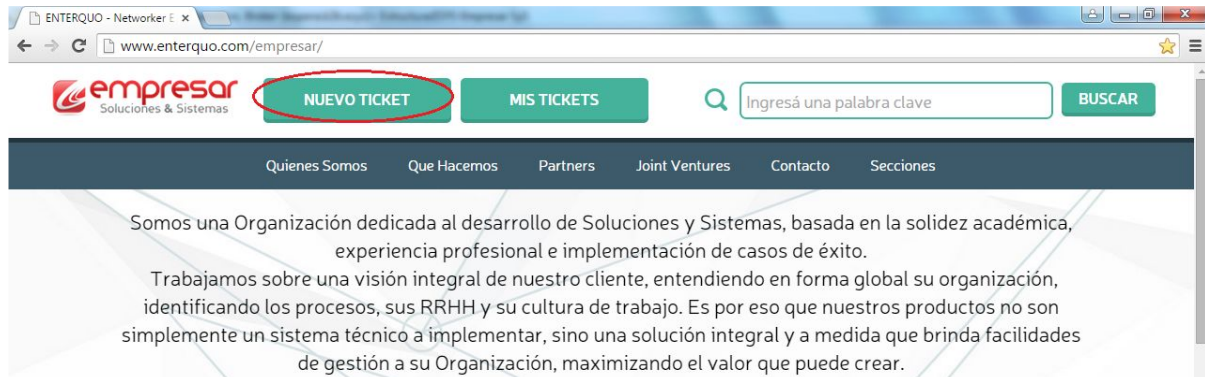 ENTERQUO - Networker E
www.enterquo.com/empresar/
empresar
Soluciones & Sistemas
NUEVO TICKET
MIS TICKETS
Ingresá una palabra clave
BUSCAR
Quienes Somos
Que Hacemos
Partners
Joint Ventures
Contacto
Secciones
Somos una Organización dedicada al desarrollo de Soluciones y Sistemas, basada en la solidez académica,
experiencia profesional e implementación de casos de éxito.
Trabajamos sobre una visión integral de nuestro cliente, entendiendo en forma global su organización,
identificando los procesos, sus RRHH y su cultura de trabajo. Es por eso que nuestros productos no son
simplemente un sistema técnico a implementar, sino una solución integral y a medida que brinda facilidades
de gestión a su Organización, maximizando el valor que puede crear.